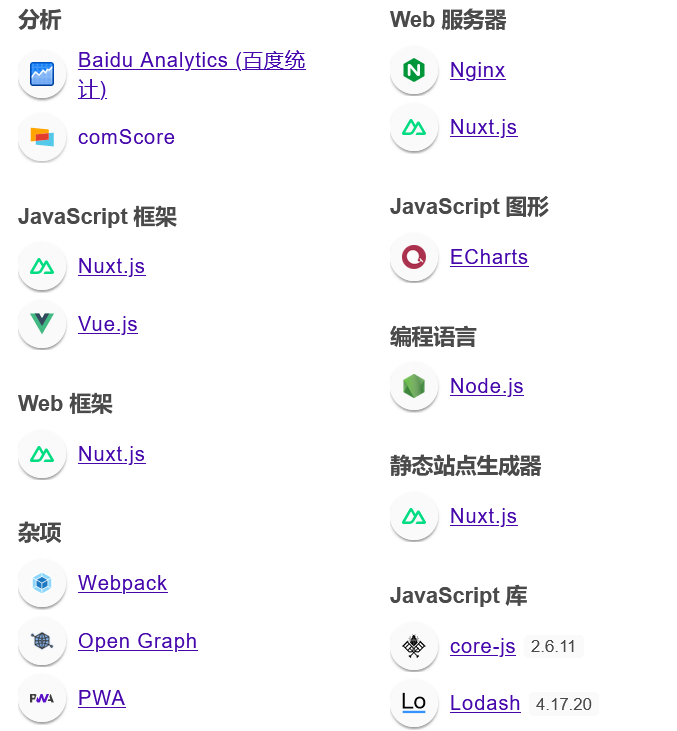 分析
Baidu Analytics (百度统
计)
comScore
JavaScript 框架
Nuxt.js
Vue.js
Web 框架
Nuxt.js
杂项
Webpack
Open Graph
PWA
PWA
Web 服务器
Nginx
Nuxt.js
JavaScript 图形
ECharts
编程语言
Node.js
静态站点生成器
Nuxt.js
JavaScript 库
core-js 2.6.11
Lo
Lodash 4.17.20